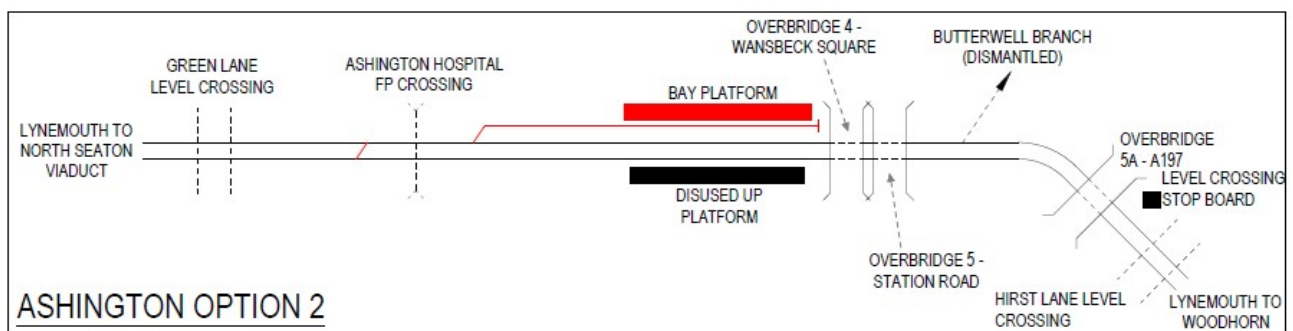 OVERBRIDGE 4 -
WANSBECK SQUARE
BUTTERWELL BRANCH
(DISMANTLED)
GREEN LANE
LEVEL CROSSING
ASHINGTON HOSPITAL
FP CROSSING
BAY PLATFORM
LYNEMOUTH TO
NORTH SEATON
VIADUCT
OVERBRIDGE
5A - A197
LEVEL CROSSING
STOP BOARD
DISUSED UP
PLATFORM
OVERBRIDGE 5 -
STATION ROAD
HIRST LANE LEVEL
CROSSING
LYNEMOUTH TO
WOODHORN
ASHINGTON OPTION 2